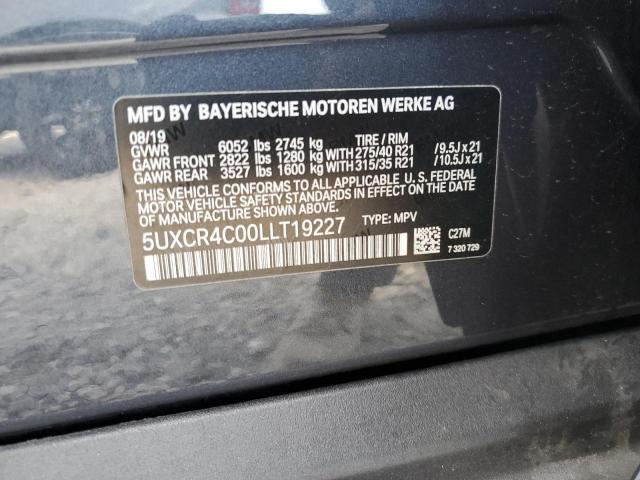 MFD BY BAYERISCHE MOTOREN WERKE AG
08/19
GVWR 6052 lbs 2745 kg TIRE / RIM
GAWR FRONT 2822 lbs 1280 kg WITH 275/40 R21 / 9.5J x 21
GAWR REAR 3527 lbs 1600 kg WITH 315/35 R21 / 10.5J x 21
THIS VEHICLE CONFORMS TO ALL APPLICABLE U. S. FEDERAL
MOTOR VEHICLE SAFETY STANDARDS IN EFFECT ON THE
DATE OF MANUFACTURE SHOWN ABOVE.
5UXCR4C00LLT19227 TYPE: MPV
C27M
7 320 729